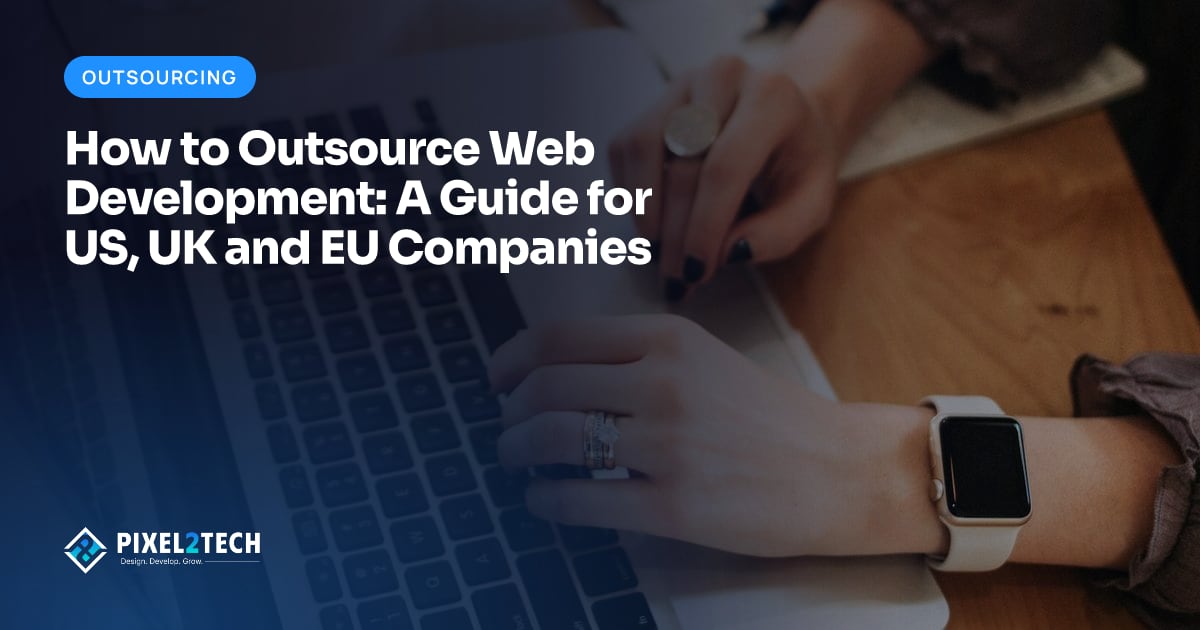 OUTSOURCING
How to Outsource Web
Development: A Guide for
US, UK and EU Companies
PIXEL2TECH
Design. Develop. Grow.